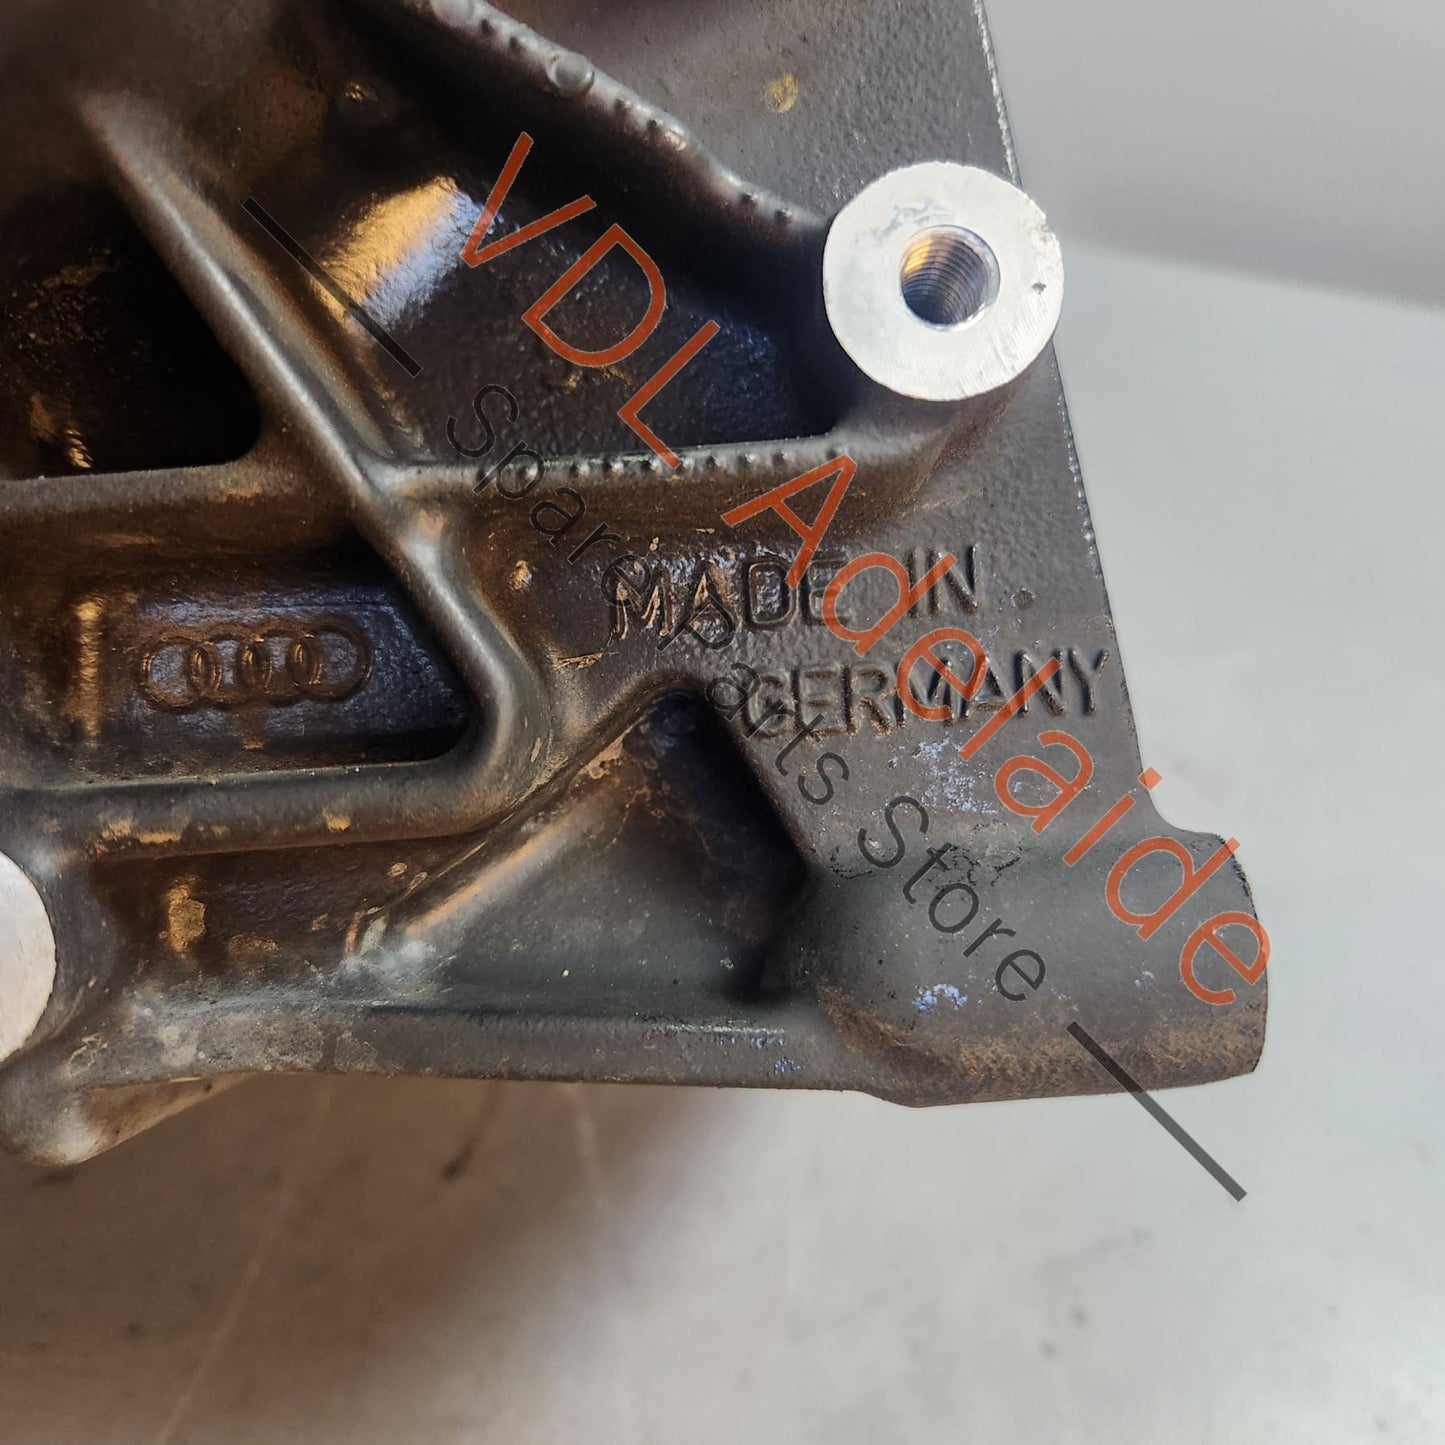 VDL Adelaide
Spare Parts Store
MADE IN
GERMANY